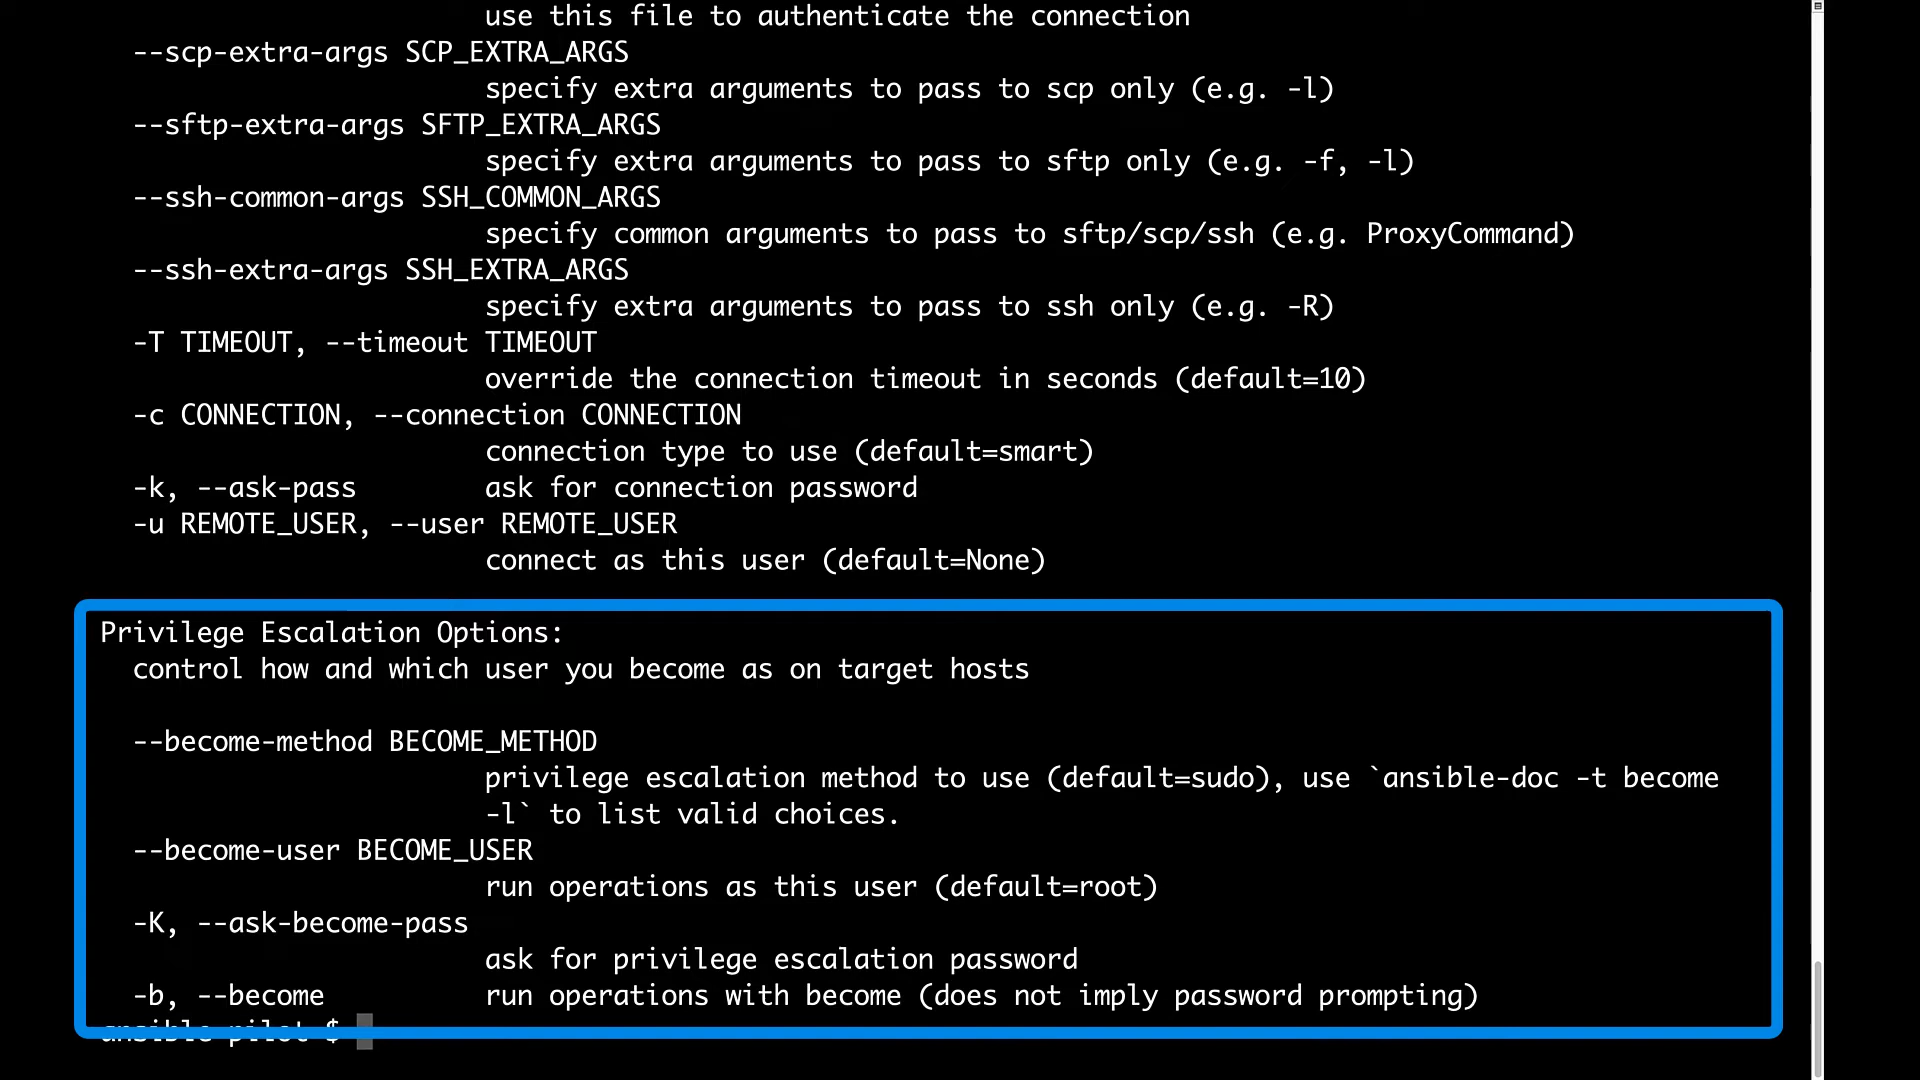 use this file to authenticate the connection
--scp-extra-args SCP_EXTRA_ARGS
specify extra arguments to pass to scp only (e.g. -l)
--sftp-extra-args SFTP_EXTRA_ARGS
specify extra arguments to pass to sftp only (e.g. -f, -l)
--ssh-common-args SSH_COMMON_ARGS
specify common arguments to pass to sftp/scp/ssh (e.g. ProxyCommand)
--ssh-extra-args SSH_EXTRA_ARGS
specify extra arguments to pass to ssh only (e.g. -R)
-T TIMEOUT, --timeout TIMEOUT
override the connection timeout in seconds (default=10)
-c CONNECTION, --connection CONNECTION
connection type to use (default=smart)
-k, --ask-pass ask for connection password
-u REMOTE_USER, --user REMOTE_USER
connect as this user (default=None)
Privilege Escalation Options:
control how and which user you become as on target hosts
--become-method BECOME_METHOD
privilege escalation method to use (default=sudo), use `ansible-doc -t become
-l` to list valid choices.
--become-user BECOME_USER
run operations as this user (default=root)
-K, --ask-become-pass
ask for privilege escalation password
-b, --become run operations with become (does not imply password prompting)
ansible-pilot $